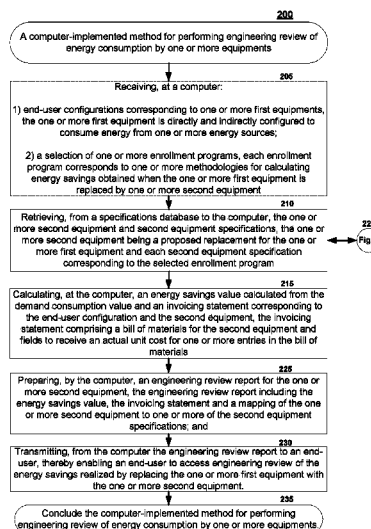 200
A computer-implemented method for performing engineering review of
energy consumption by one or more equipments
205
Receiving, at a computer:
1) end-user configurations corresponding to one or more first equipments,
the one or more first equipment is directly and indirectly configured to
consume energy from one or more energy sources;
2) a selection of one or more enrollment programs, each enrollment
program corresponds to one or more methodologies for calculating
energy savings obtained when the one or more first equipment is
replaced by one or more second equipment
210
Retrieving, from a specifications database to the computer, the one or
more second equipment and second equipment specifications, the one or
more second equipment being a proposed replacement for the one or
more first equipment and each second equipment specification
corresponding to the selected enrollment program
22
Fig
215
Calculating, at the computer, an energy savings value calculated from the
demand consumption value and an invoicing statement corresponding to
the end-user configuration and the second equipment, the invoicing
statement comprising a bill of materials for the second equipment and
fields to receive an actual unit cost for one or more entries in the bill of
materials
225
Preparing, by the computer, an engineering review report for the one or
more second equipment, the engineering review report including the
energy savings value, the invoicing statement and a mapping of the one
or more second equipment to one or more of the second equipment
specifications; and
230
Transmitting, from the computer the engineering review report to an end-
user, thereby enabling an end-user to access engineering review of the
energy savings realized by replacing the one or more first equipment with
the one or more second equipment.
235
Conclude the computer-implemented method for performing
engineering review of energy consumption by one or more equipments.